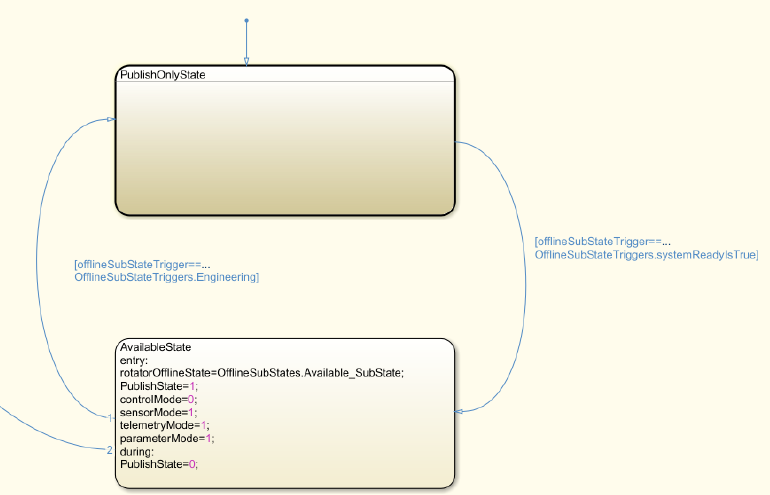 PublishOnlyState
[offlineSubStateTrigger==...
OfflineSubStateTriggers.systemReadyIsTrue]
[offlineSubStateTrigger==...
OfflineSubStateTriggers.Engineering]
AvailableState
entry:
rotatorOfflineState=OfflineSubStates.Available_SubState;
PublishState=1;
controlMode=0;
sensorMode=1;
telemetryMode=1;
parameterMode=1;
during:
PublishState=0;
1
2